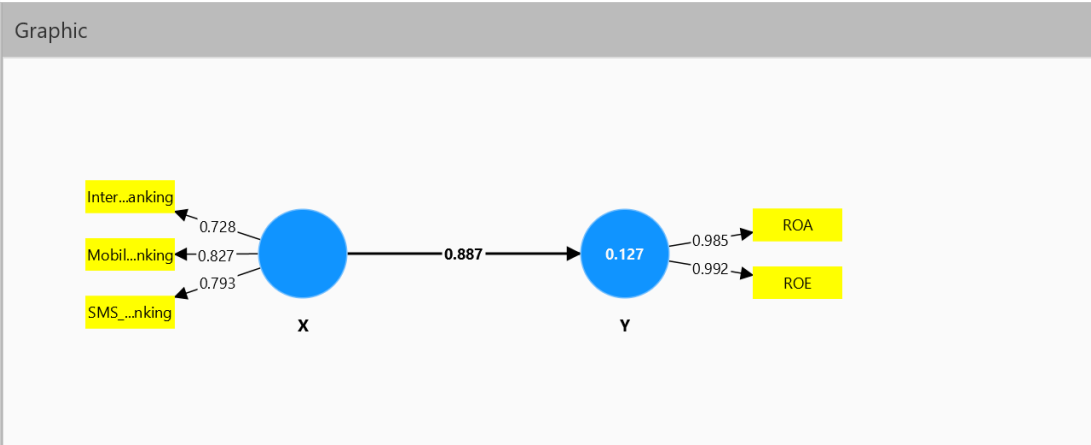 Graphic
Inter...anking
0.728
Mobil...nking
0.827
SMS_...nking
0.793
X
0.887
0.127
Y
0.985
ROA
0.992
ROE